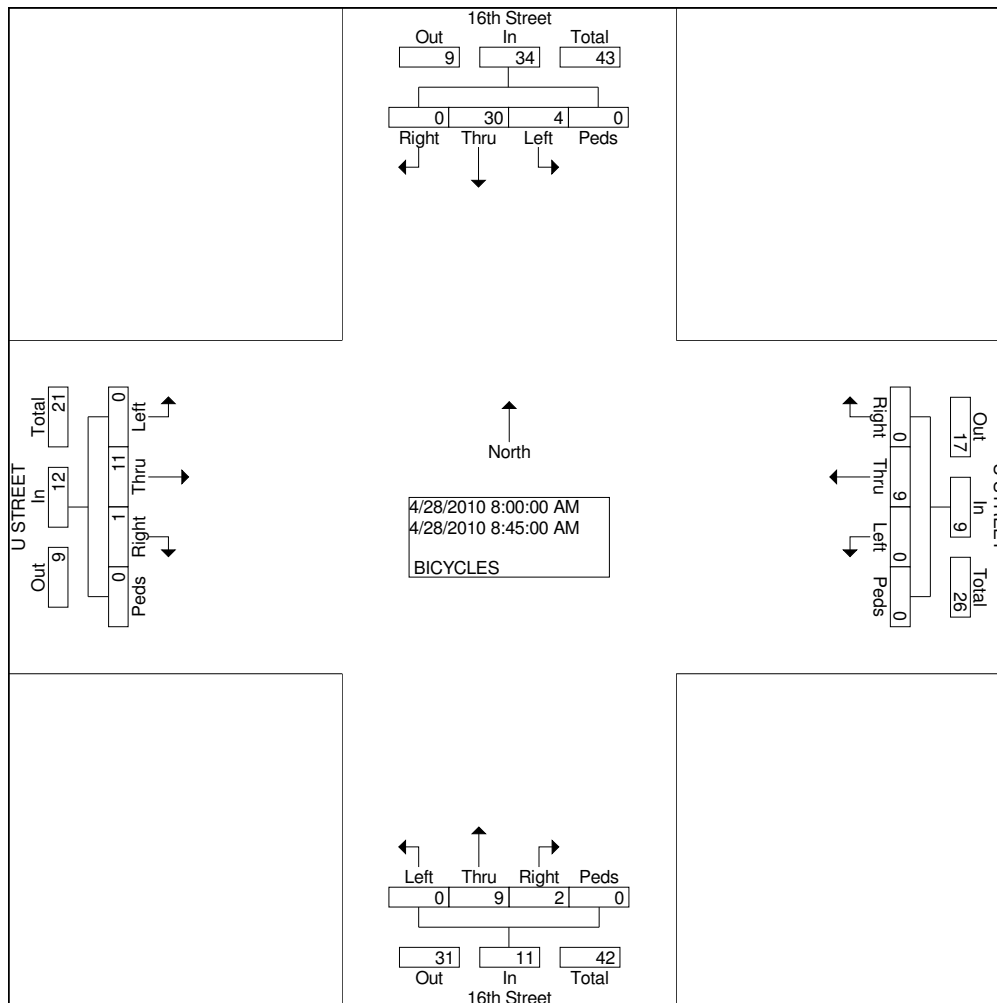 16th Street
Out In Total
9 34 43
0 30 4 0
Right Thru Left Peds
U STREET
Total In Out
21 12 9
0 11 1 0
Left Thru Right Peds
North
4/28/2010 8:00:00 AM
4/28/2010 8:45:00 AM
BICYCLES
Right Thru Left Peds
0 9 0 0
Out In Total
17 9 26
U STREET
Left Thru Right Peds
0 9 2 0
31 11 42
Out In Total
16th Street